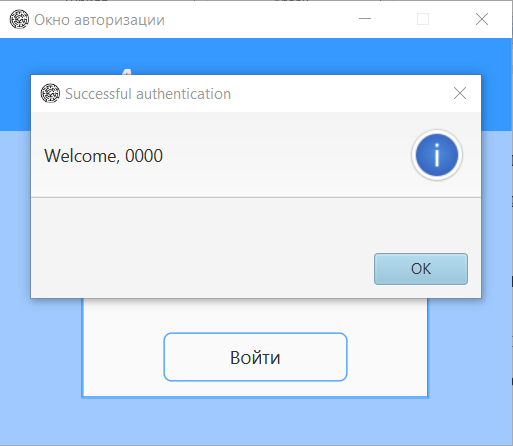 Окно авторизации
Successful authentication
Welcome, 0000
OK
Войти